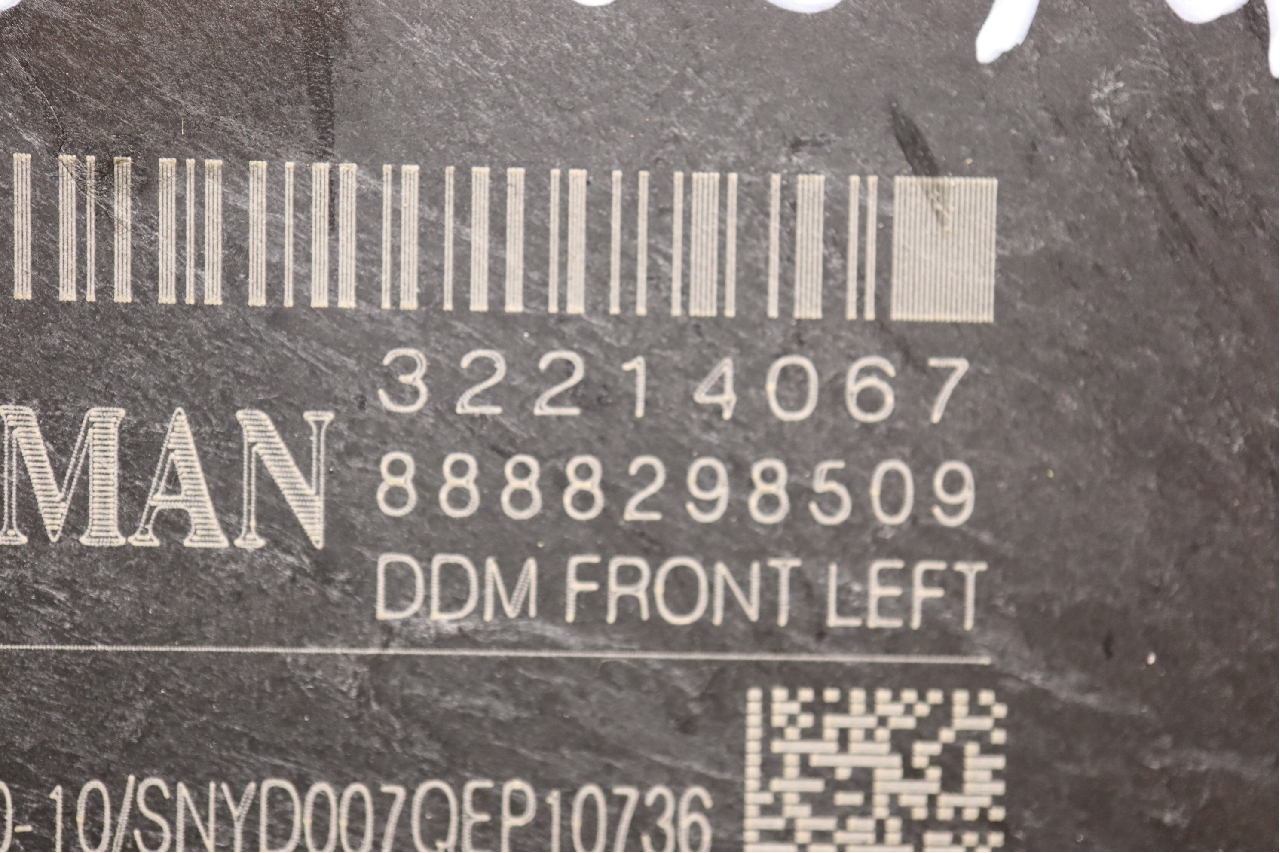 32214067
MAN
8888298509
DDM FRONT LEFT
-10/SNYD007QEP10736